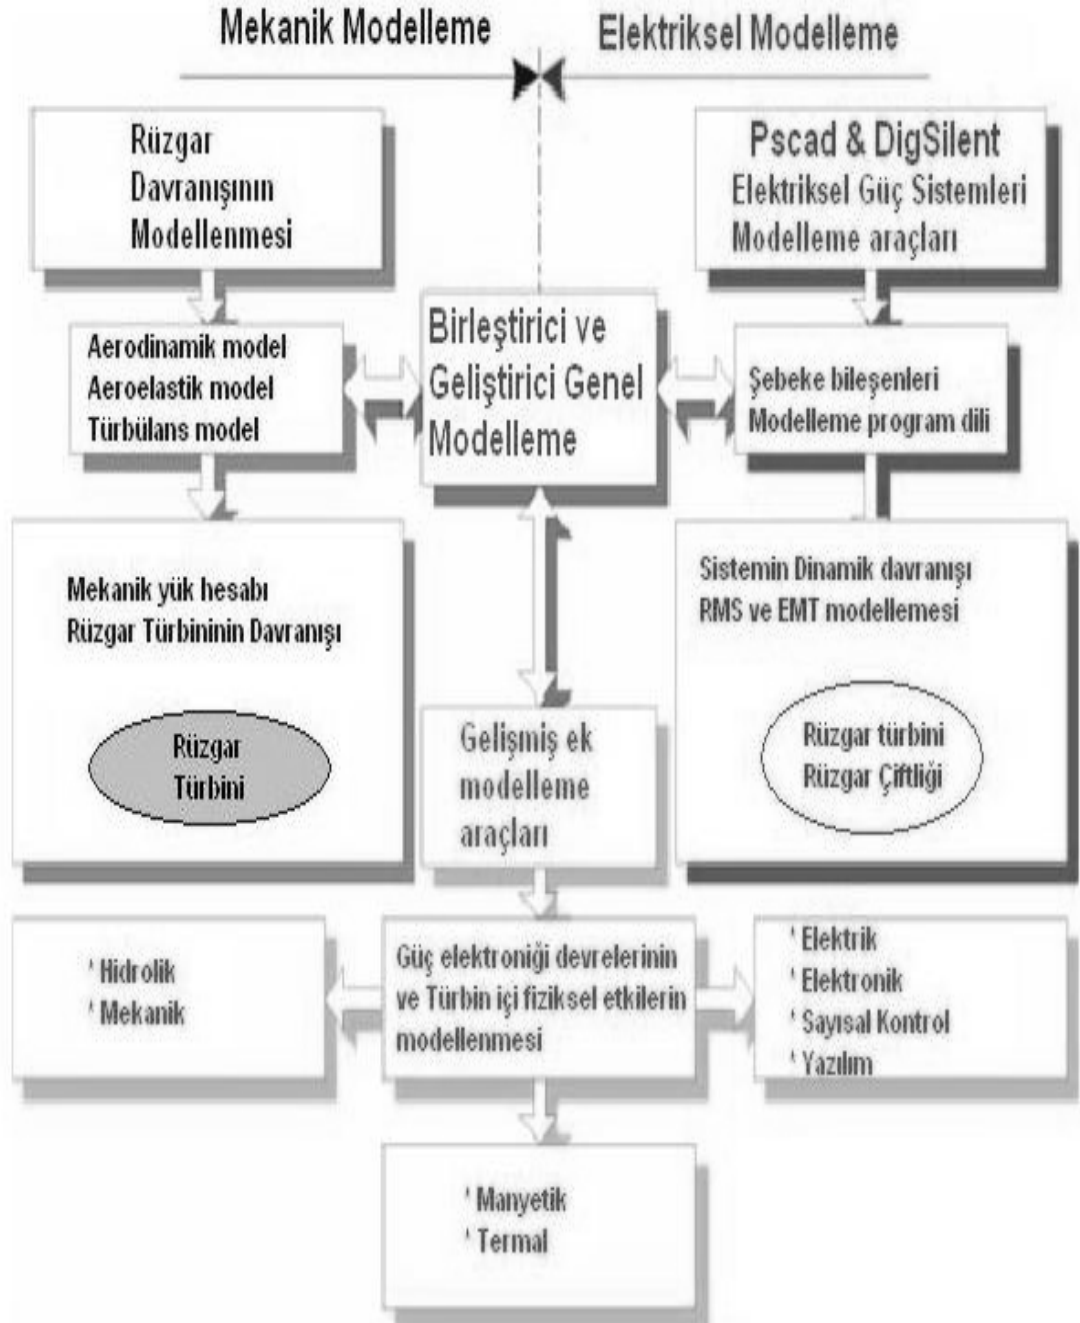 Mekanik Modelleme
Elektriksel Modelleme
Rüzgar
Davranışının
Modellenmesi
Pscad & DigSilent
Elektriksel Güç Sistemleri
Modelleme araçları
Aerodinamik model
Aeroelastik model
Türbülans model
Birleştirici ve
Geliştirici Genel
Modelleme
Şebeke bileşenleri
Modelleme program dili
Mekanik yük hesabı
Rüzgar Türbininin Davranışı
Rüzgar
Türbini
Sistemin Dinamik davranışı
RMS ve EMT modellemesi
Rüzgar türbini
Rüzgar Çiftliği
Gelişmiş ek
modelleme
araçları
' Hidrolik
' Mekanik
Güç elektroniği devrelerinin
ve Türbin içi fiziksel etkilerin
modellenmesi
' Elektrik
' Elektronik
' Sayısal Kontrol
' Yazılım
' Manyetik
' Termal